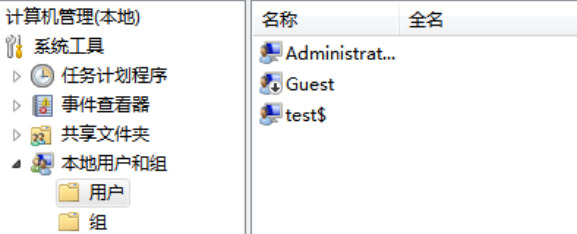 计算机管理(本地)
系统工具
任务计划程序
事件查看器
共享文件夹
本地用户和组
用户
组
名称 全名
Administrat...
Guest
test$